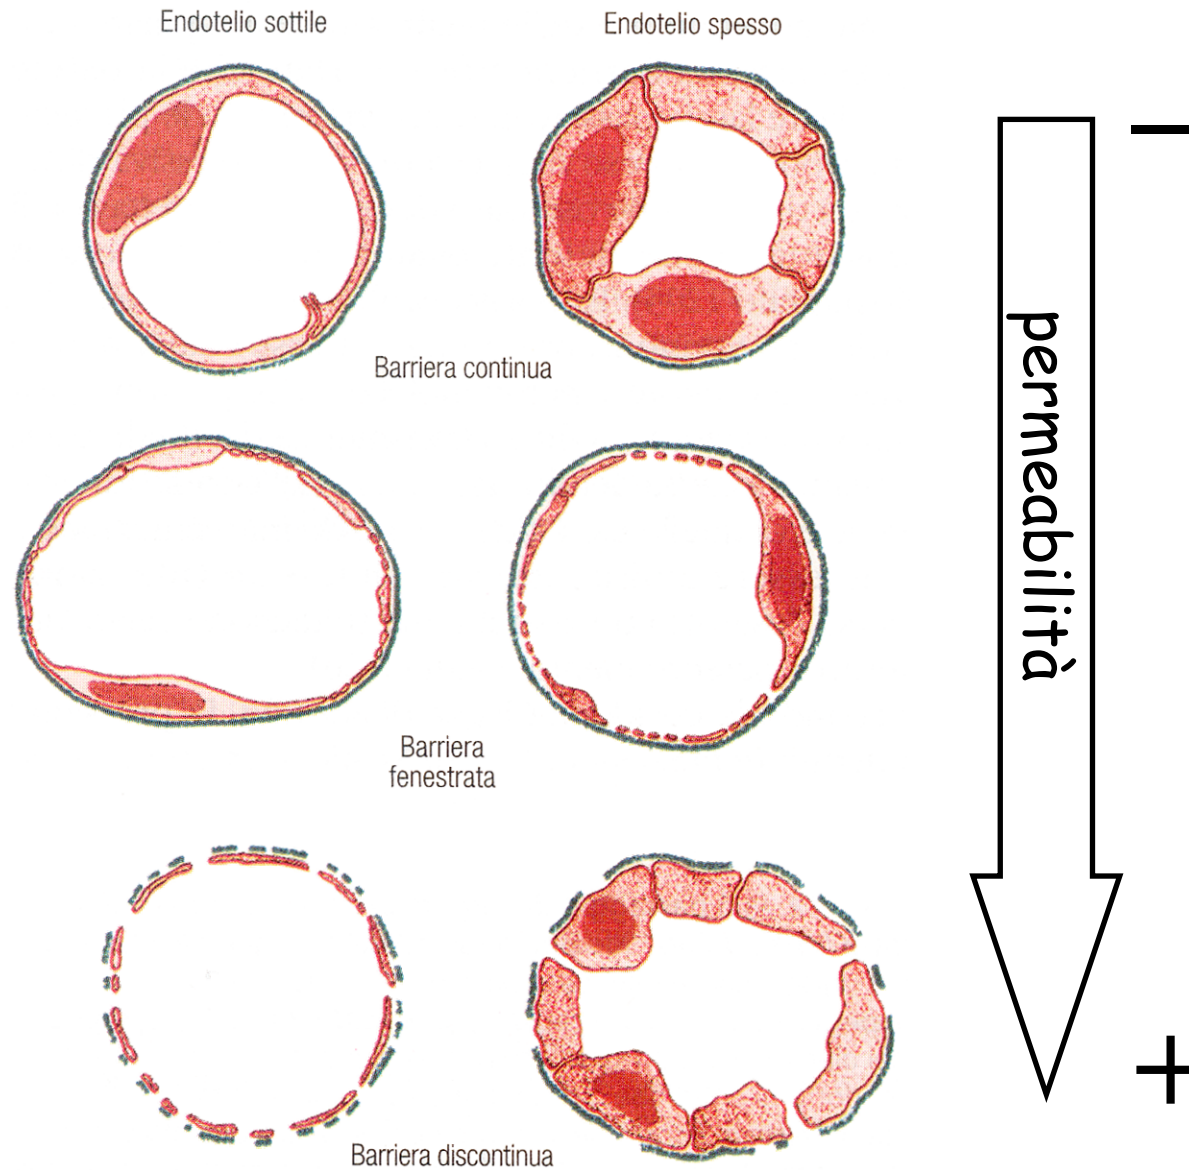 Endotelio sottile
Endotelio spesso
−
permeabilità
Barriera continua
Barriera
fenestrata
+
Barriera discontinua